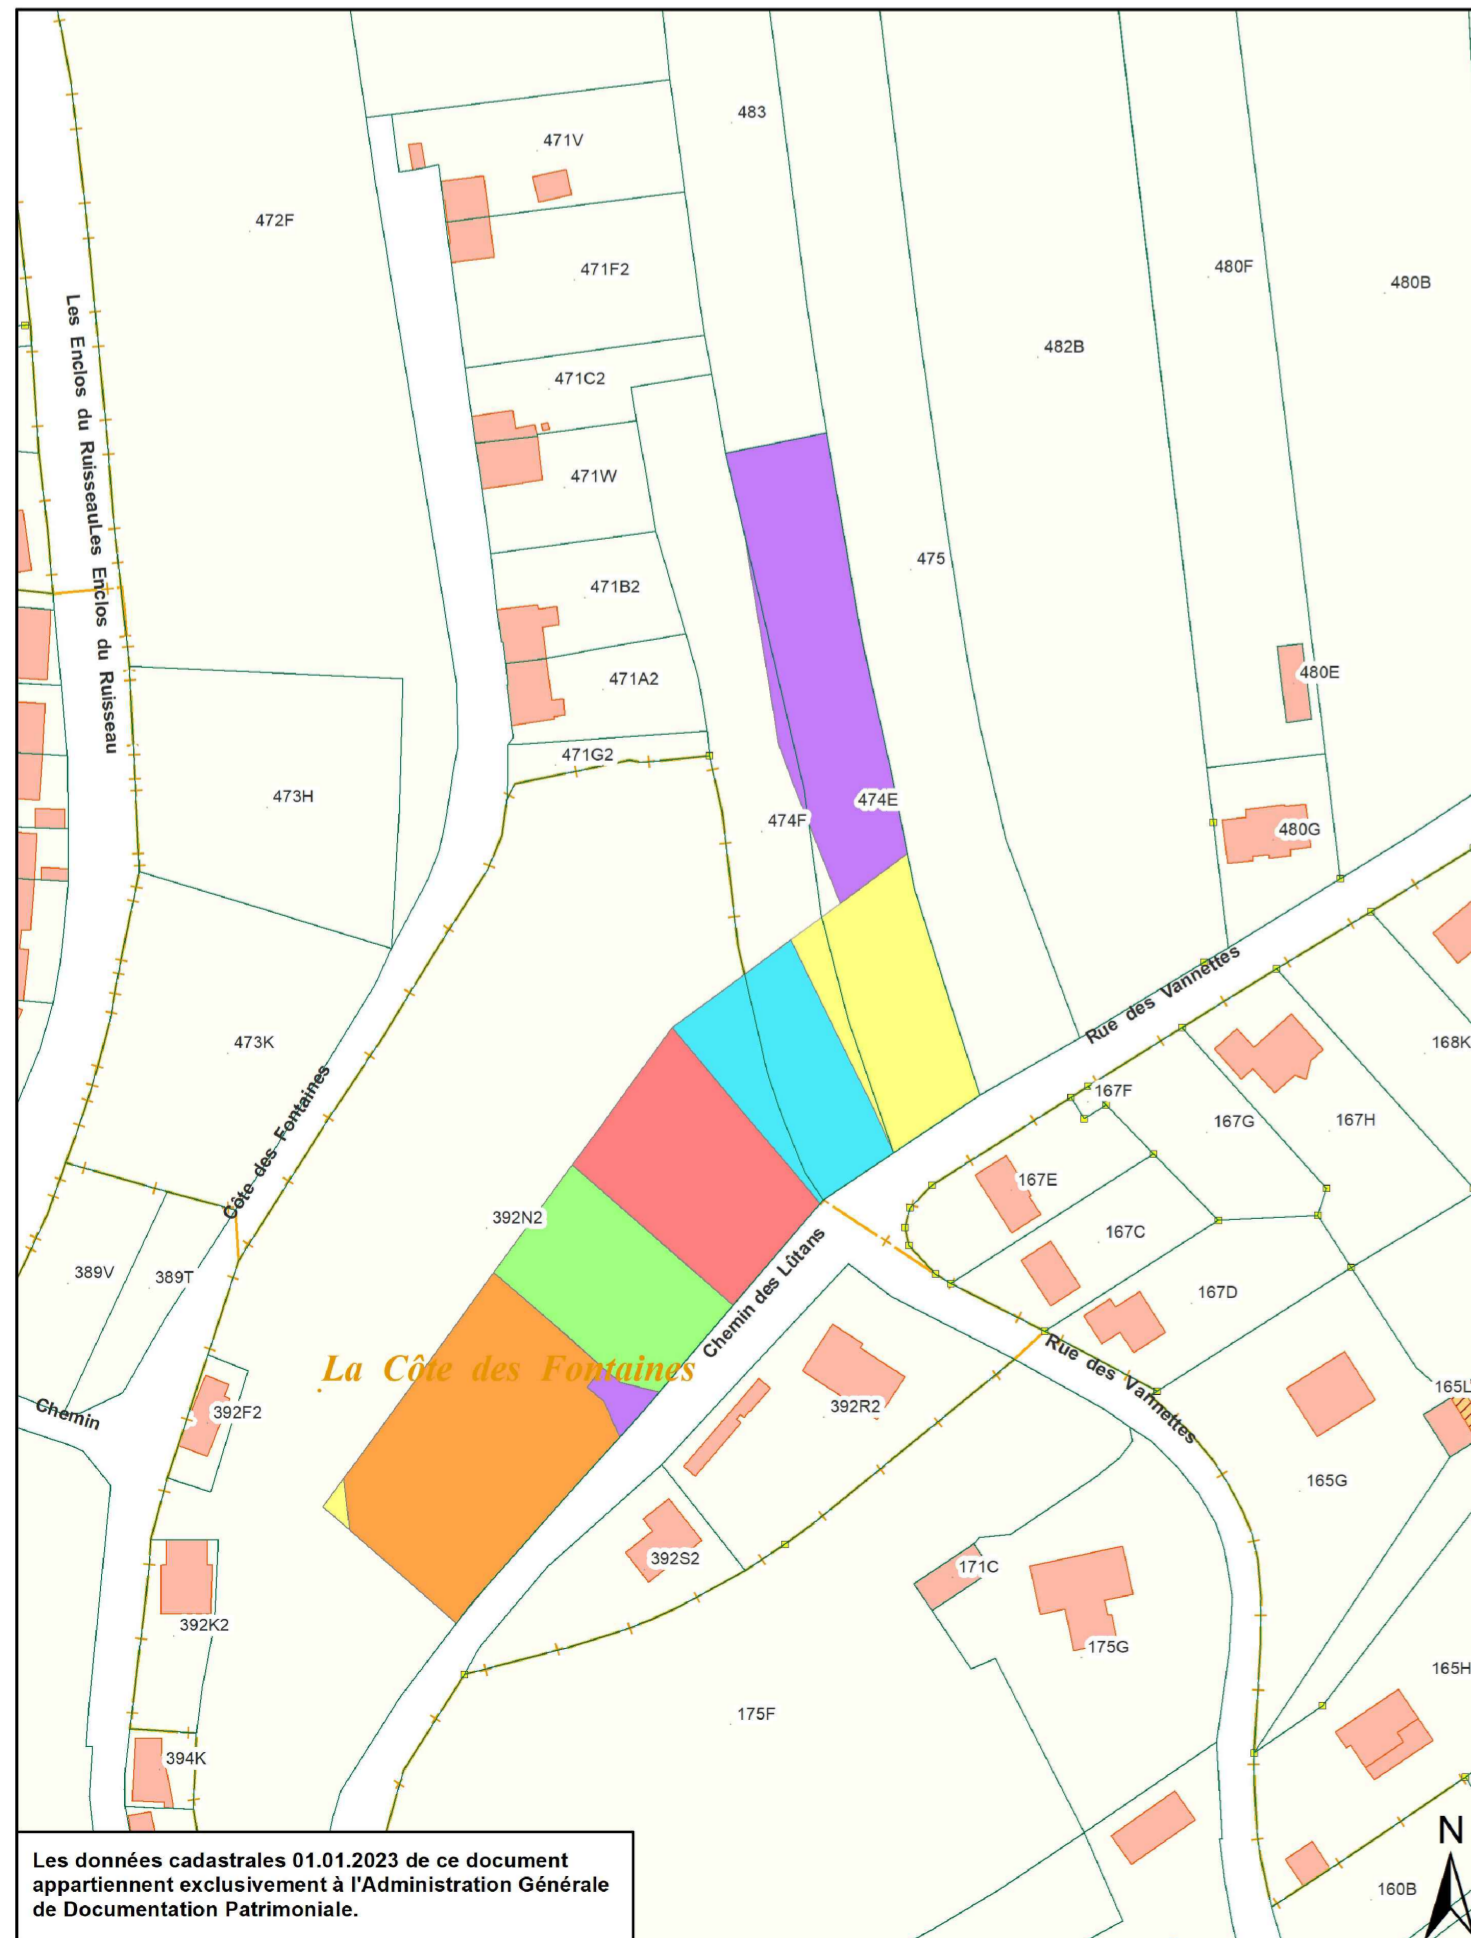 483
471V
472F
471F2
480F
480B
482B
471C2
Les Enclos du RuisseauLes Enclos du Ruisseau
471W
475
471B2
480E
471A2
471G2
473H
474E
474F
480G
Rue des Vannettes
473K
168K
167F
Côte des Fontaines
167G
167H
167E
392N2
167C
389V
389T
Chemin des Lûtans
167D
La Côte des Fontaines
Rue des Vannettes
165L
392R2
Chemin
392F2
165G
392S2
171C
392K2
175G
165H
175F
394K
N
Les données cadastrales 01.01.2023 de ce document
appartiennent exclusivement à l'Administration Générale
de Documentation Patrimoniale.
160B